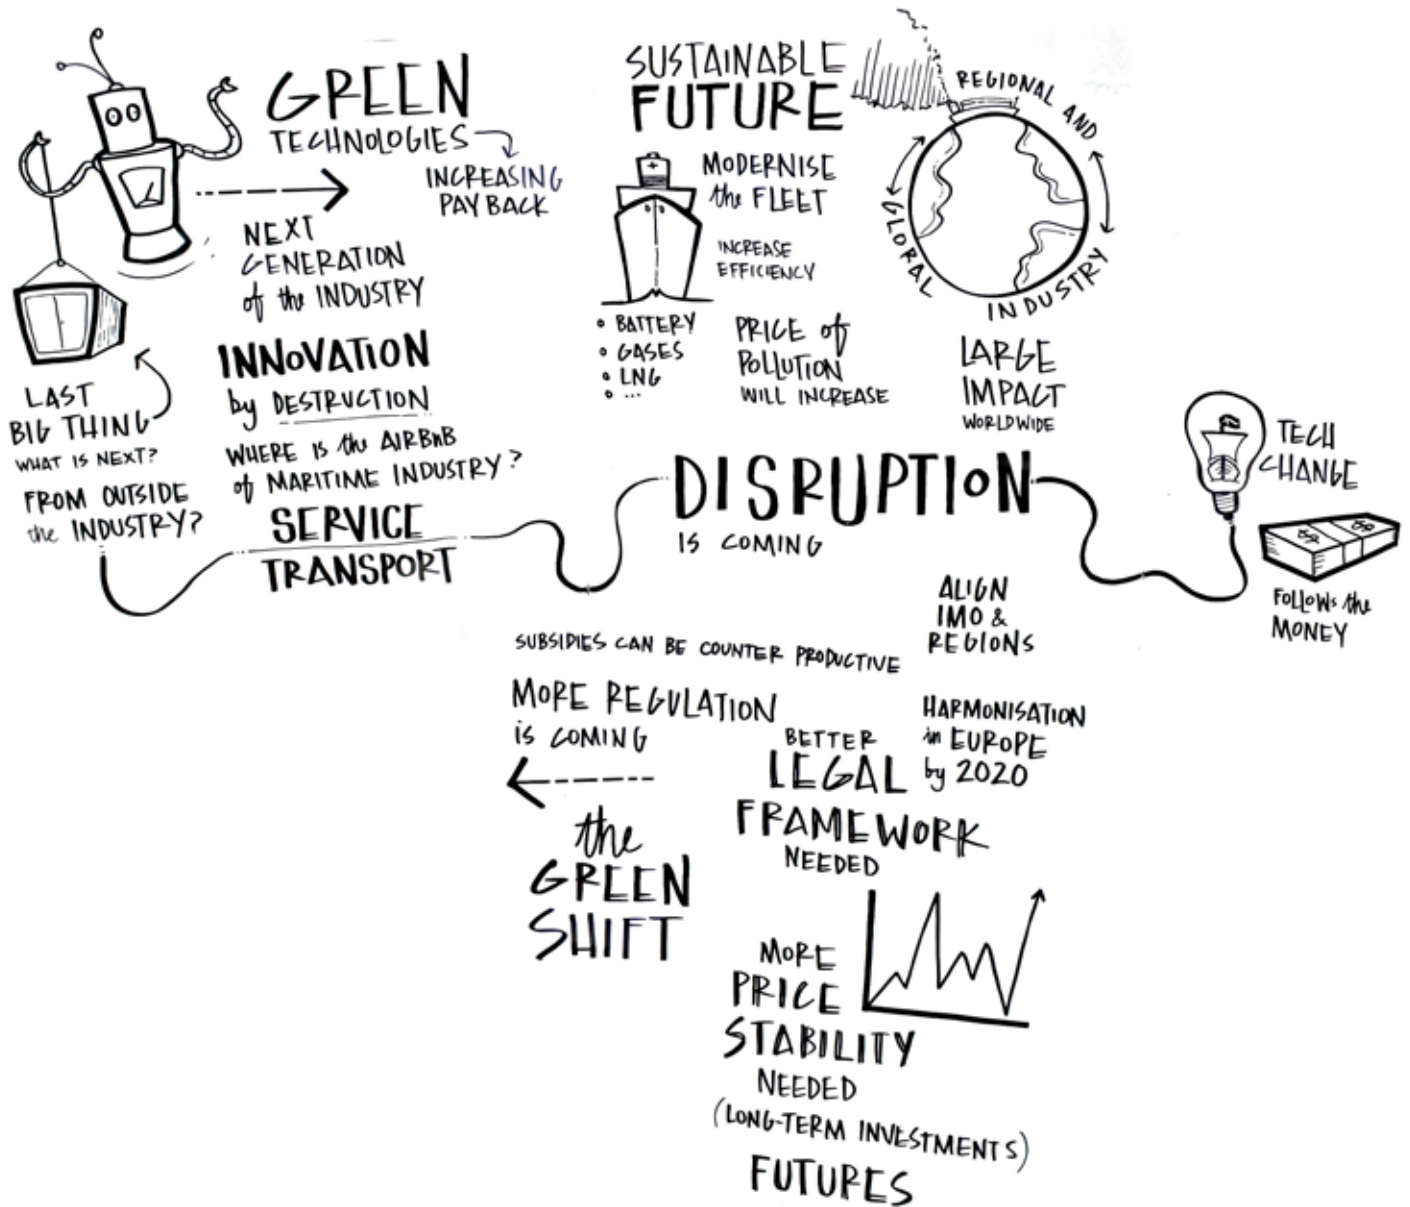 GREEN
TECHNOLOGIES
INCREASING
PAY BACK
NEXT
GENERATION
of the INDUSTRY
INNOVATION
by DESTRUCTION
WHERE IS the AIRBNB
of MARITIME INDUSTRY?
SERVICE
TRANSPORT
LAST
BIG THING
WHAT IS NEXT?
FROM OUTSIDE
the INDUSTRY?
SUSTAINABLE
FUTURE
MODERNISE
the FLEET
INCREASE
EFFICIENCY
• BATTERY
• GASES
• LNG
• ...
PRICE of
POLLUTION
WILL INCREASE
REGIONAL AND
GLOBAL
INDUSTRY
LARGE
IMPACT
WORLDWIDE
DISRUPTION
IS COMING
TECH
CHANGE
$ $
FOLLOWS the
MONEY
ALIGN
IMO &
REGIONS
SUBSIDIES CAN BE COUNTER PRODUCTIVE
MORE REGULATION
is COMING
HARMONISATION
in EUROPE
by 2020
BETTER
LEGAL
FRAMEWORK
NEEDED
the
GREEN
SHIFT
MORE
PRICE
STABILITY
NEEDED
(LONG-TERM INVESTMENTS)
FUTURES